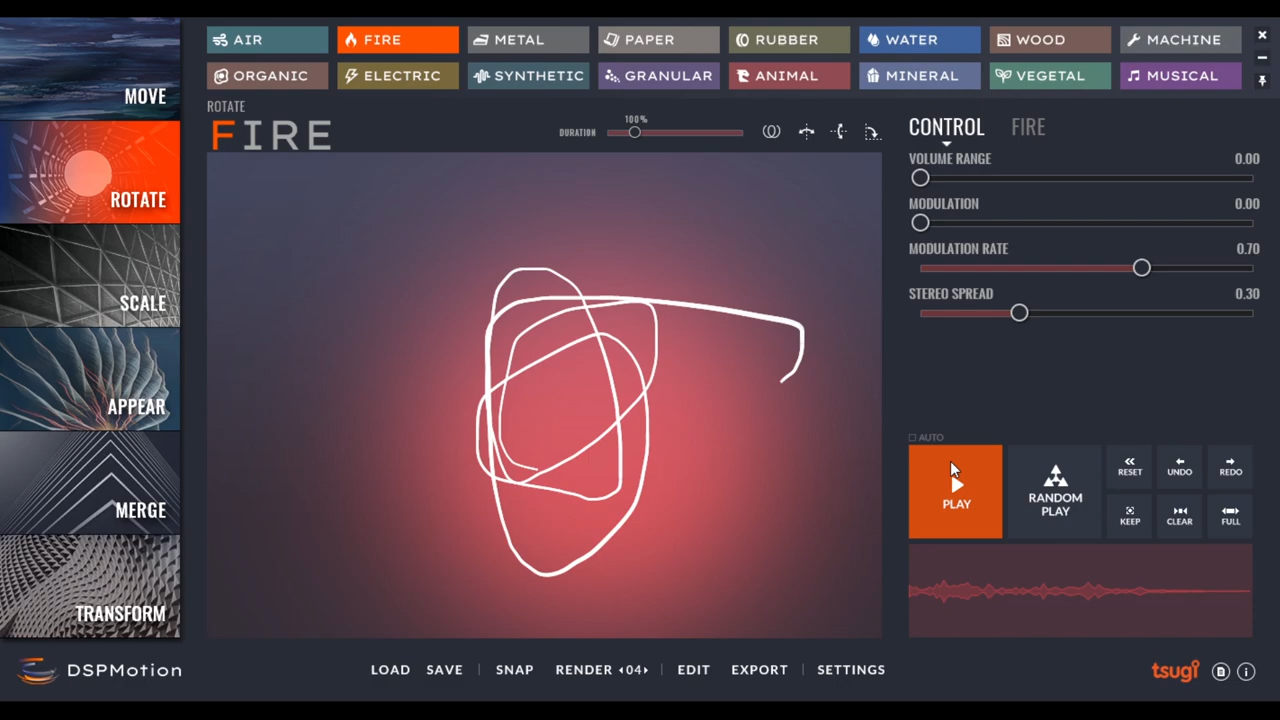 MOVE
ROTATE
SCALE
APPEAR
MERGE
TRANSFORM
AIR FIRE METAL PAPER RUBBER WATER WOOD MACHINE
ORGANIC ELECTRIC SYNTHETIC GRANULAR ANIMAL MINERAL VEGETAL MUSICAL
ROTATE
FIRE
DURATION 100%
CONTROL FIRE
VOLUME RANGE 0.00
MODULATION 0.00
MODULATION RATE 0.70
STEREO SPREAD 0.30
AUTO
PLAY
RANDOM
PLAY
RESET UNDO REDO
KEEP CLEAR FULL
DSPMotion
LOAD SAVE SNAP RENDER 04 EDIT EXPORT SETTINGS
tsugi